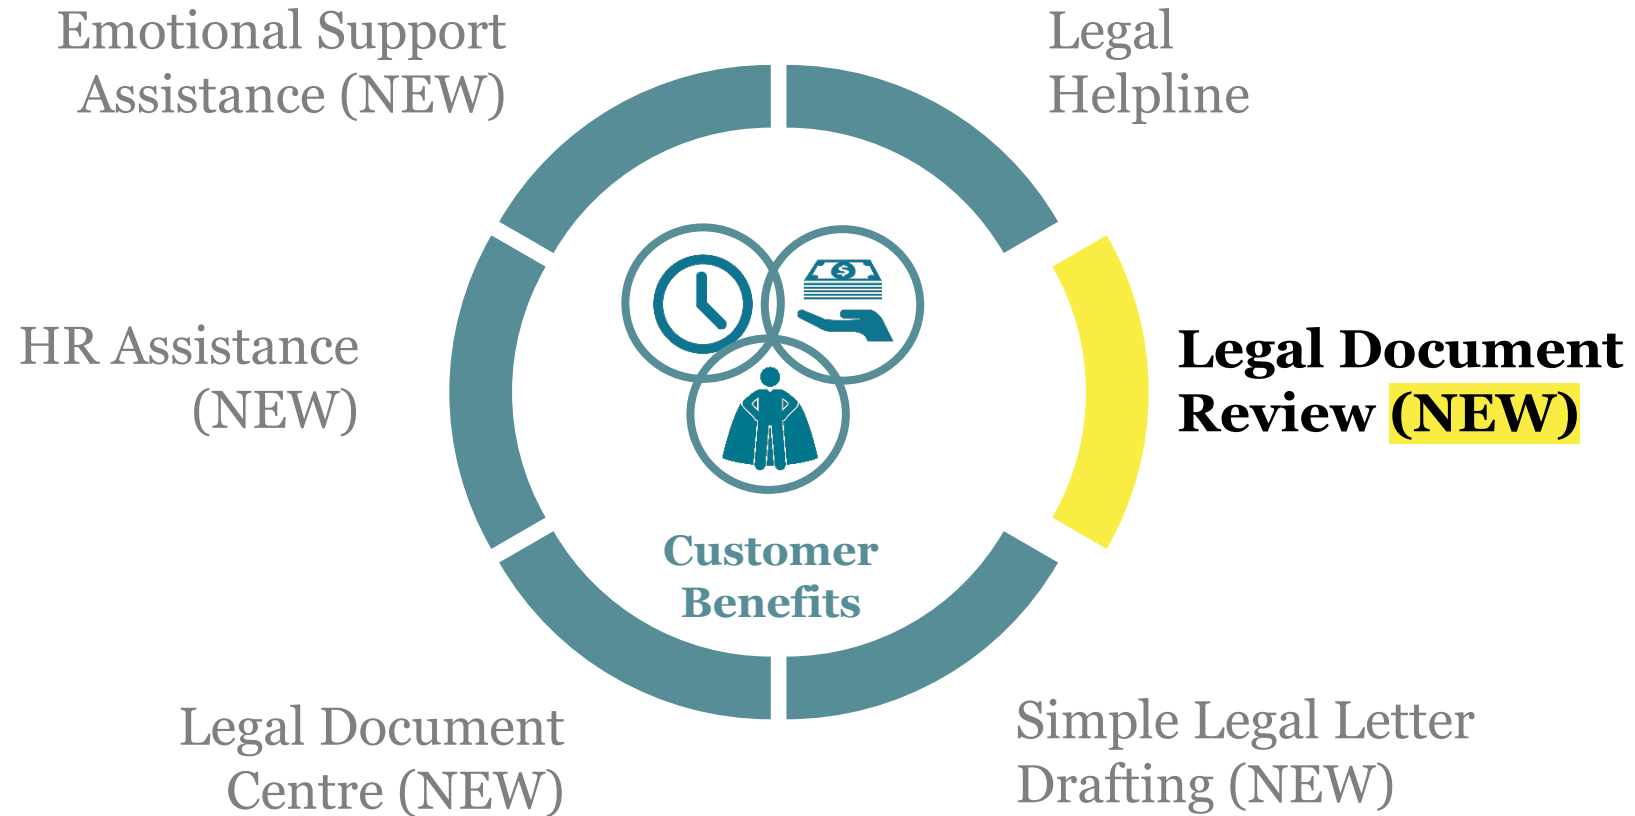 Emotional Support
Assistance (NEW)
Legal
Helpline
HR Assistance
(NEW)
Legal Document
Review (NEW)
Customer
Benefits
Legal Document
Centre (NEW)
Simple Legal Letter
Drafting (NEW)